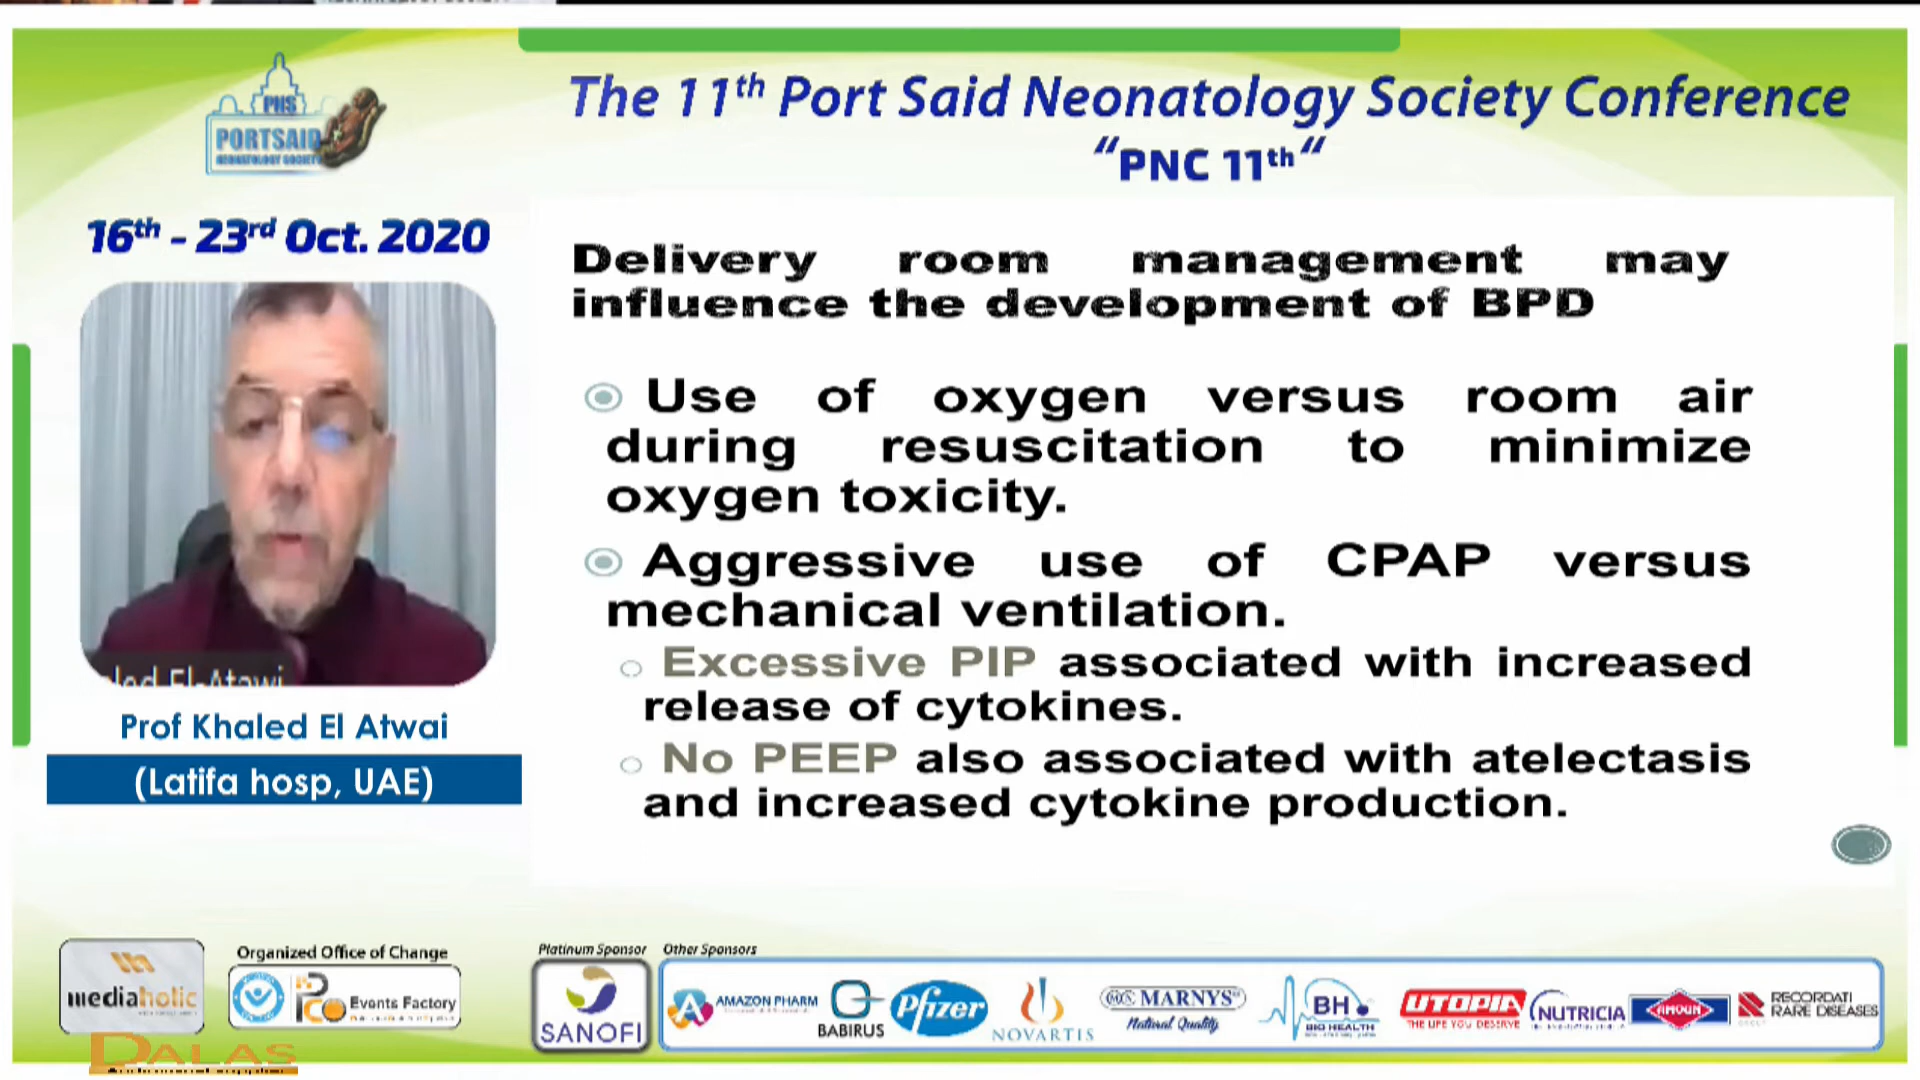 The 11th Port Said Neonatology Society Conference
“PNC 11th“
PNS
PORTSAID
NEONATOLOGY SOCIETY
16th - 23rd Oct. 2020
Delivery room management may
influence the development of BPD
Use of oxygen versus room air
during resuscitation to minimize
oxygen toxicity.
Aggressive use of CPAP versus
mechanical ventilation.
Excessive PIP associated with increased
release of cytokines.
No PEEP also associated with atelectasis
and increased cytokine production.
led El-Atawi
Prof Khaled El Atwai
(Latifa hosp, UAE)
mediaholic
Organized Office of Change
Events Factory
Platinum Sponsor
SANOFI
Other Sponsors
AMAZON PHARM
BABIRUS
Pfizer
NOVARTIS
MARNYS
Natural Quality
BH
BIO HEALTH
UTOPIA
THE LIFE YOU DESERVE
NUTRICIA
AMOUN
RECORDATI
RARE DISEASES
DALAS